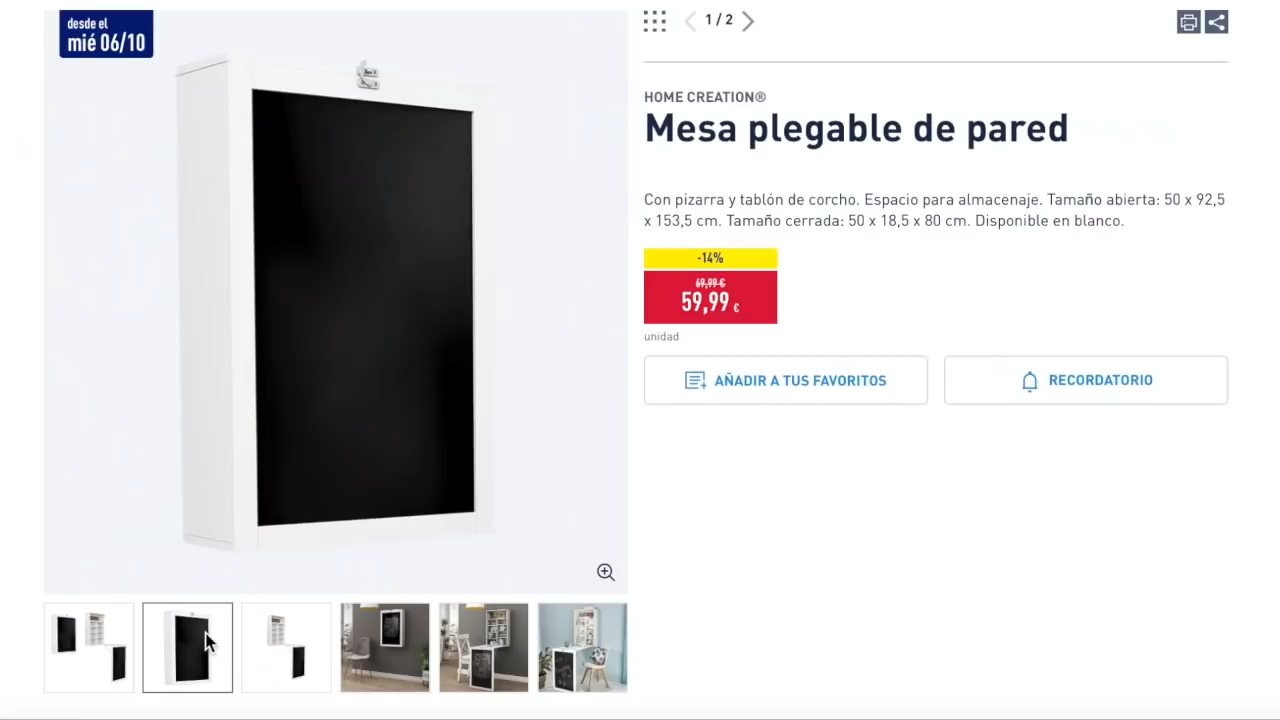 desde el
mié 06/10
1 / 2
HOME CREATION®
Mesa plegable de pared
Con pizarra y tablón de corcho. Espacio para almacenaje. Tamaño abierta: 50 x 92,5
x 153,5 cm. Tamaño cerrada: 50 x 18,5 x 80 cm. Disponible en blanco.
-14%
69,99 €
59,99 €
unidad
AÑADIR A TUS FAVORITOS
RECORDATORIO